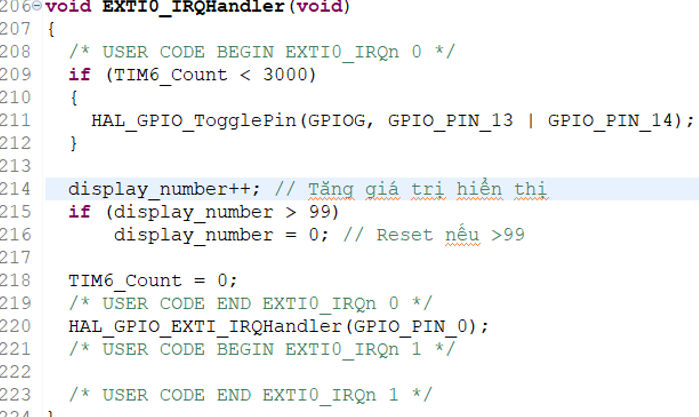 206 void EXTI0_IRQHandler(void)
207 {
208 /* USER CODE BEGIN EXTI0_IRQn 0 */
209 if (TIM6_Count < 3000)
210 {
211 HAL_GPIO_TogglePin(GPIOG, GPIO_PIN_13 | GPIO_PIN_14);
212 }
213
214 display_number++; // Tăng giá trị hiển thị
215 if (display_number > 99)
216 display_number = 0; // Reset nếu >99
217
218 TIM6_Count = 0;
219 /* USER CODE END EXTI0_IRQn 0 */
220 HAL_GPIO_EXTI_IRQHandler(GPIO_PIN_0);
221 /* USER CODE BEGIN EXTI0_IRQn 1 */
222
223 /* USER CODE END EXTI0_IRQn 1 */
224 }